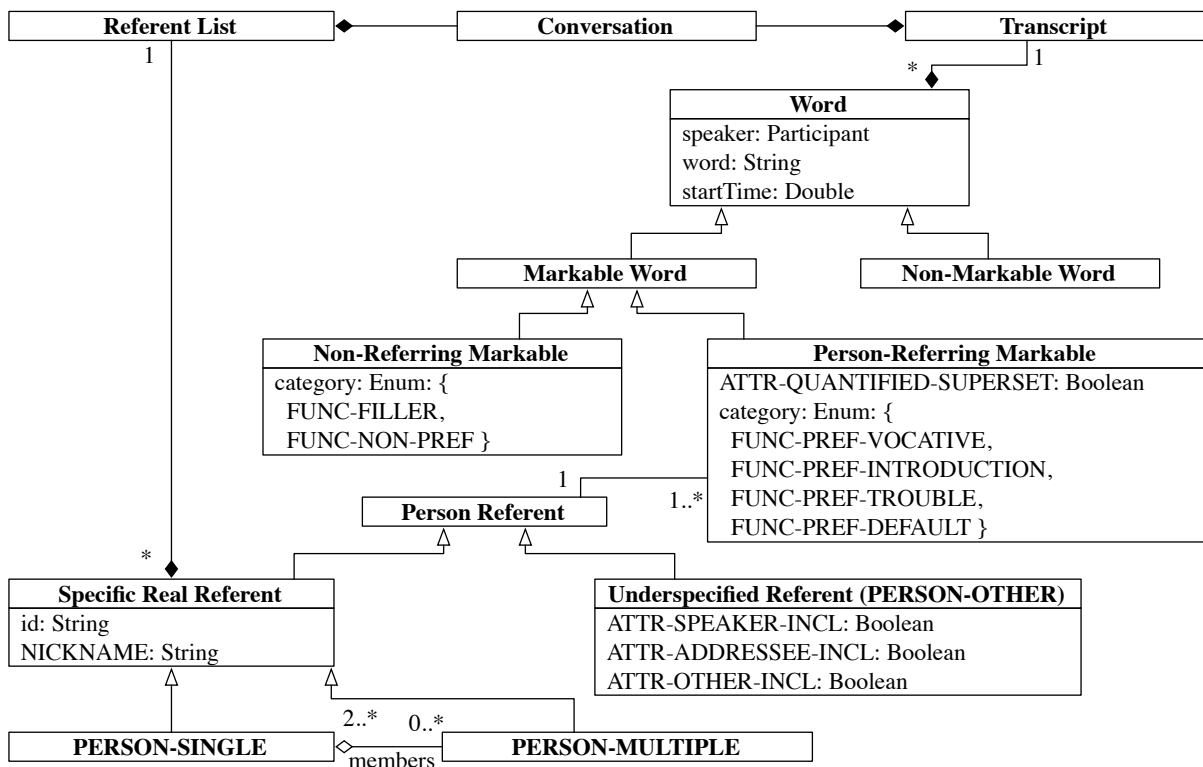 Referent List
Conversation
Transcript
1
*
1
Word
speaker: Participant
word: String
startTime: Double
Markable Word
Non-Markable Word
Non-Referring Markable
category: Enum: {
FUNC-FILLER,
FUNC-NON-PREF }
Person-Referring Markable
ATTR-QUANTIFIED-SUPERSET: Boolean
category: Enum: {
FUNC-PREF-VOCATIVE,
FUNC-PREF-INTRODUCTION,
FUNC-PREF-TROUBLE,
FUNC-PREF-DEFAULT }
1
1..*
Person Referent
*
Specific Real Referent
id: String
NICKNAME: String
Underspecified Referent (PERSON-OTHER)
ATTR-SPEAKER-INCL: Boolean
ATTR-ADDRESSEE-INCL: Boolean
ATTR-OTHER-INCL: Boolean
2..*
0..*
PERSON-SINGLE
members
PERSON-MULTIPLE